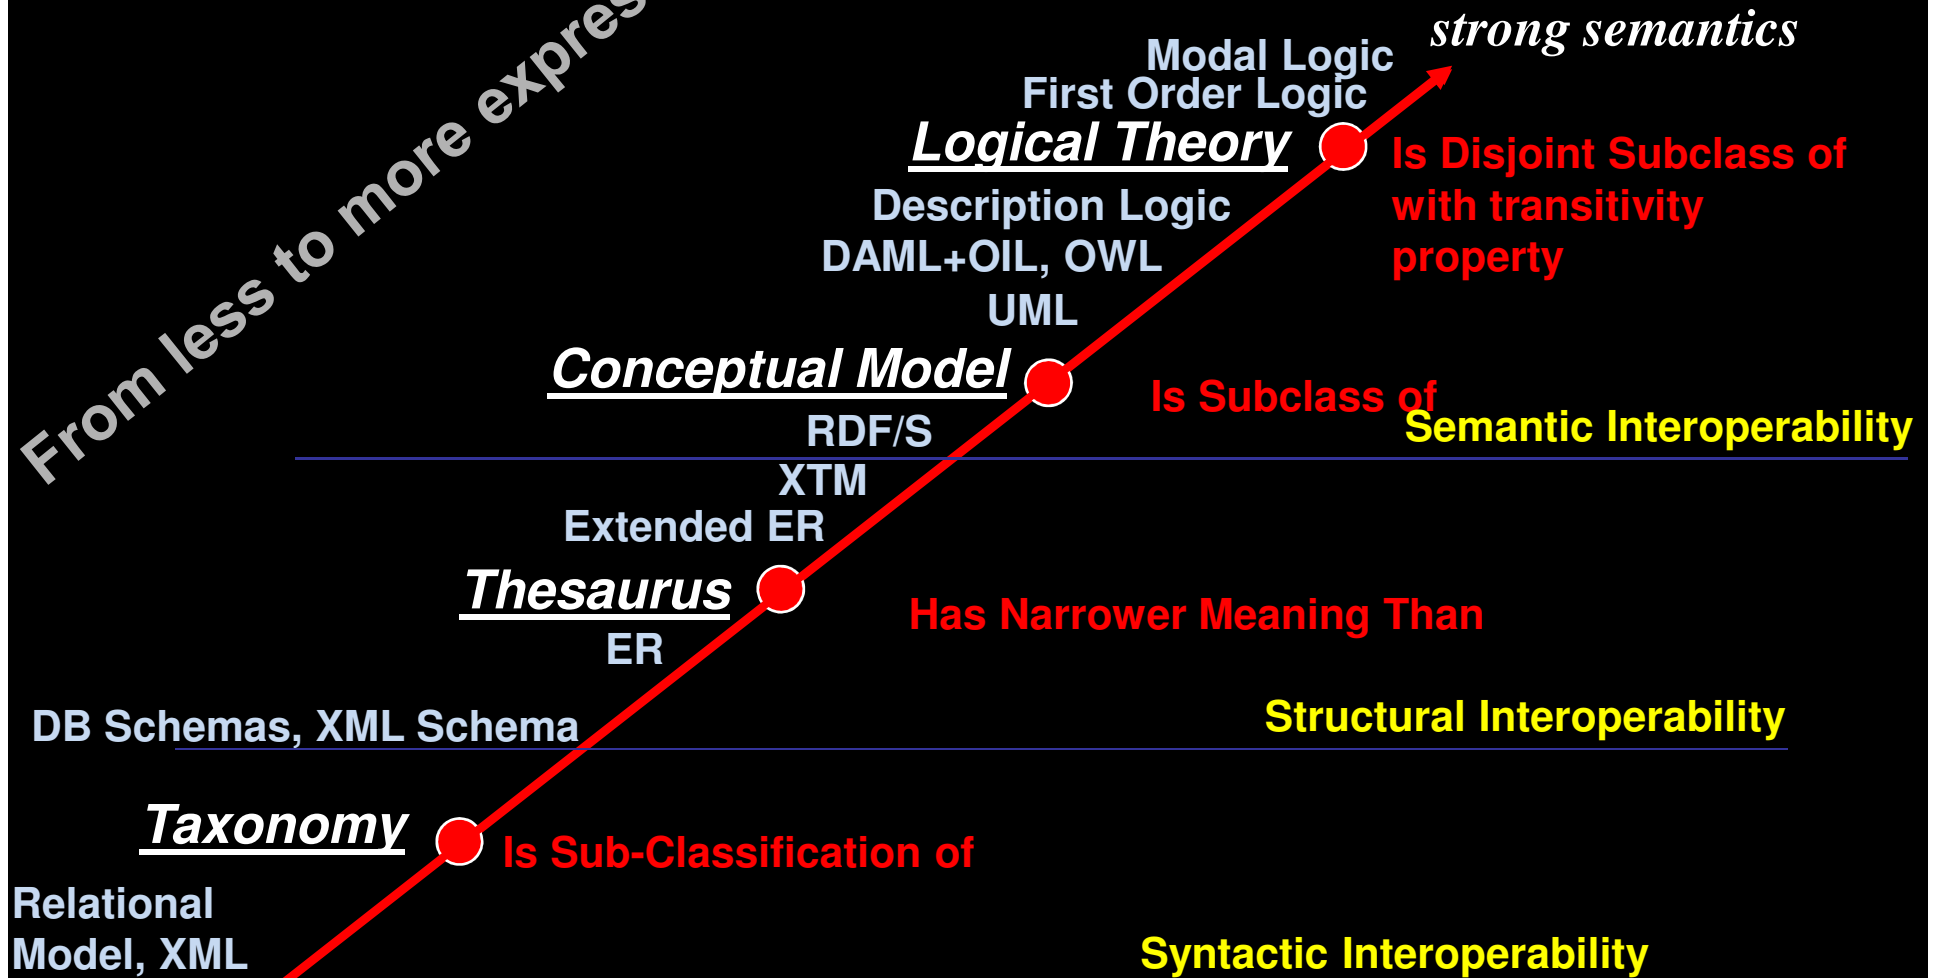 strong semantics
Modal Logic
First Order Logic
Logical Theory
Is Disjoint Subclass of
with transitivity
property
Description Logic
DAML+OIL, OWL
UML
From less to more expres
Conceptual Model
Is Subclass of
Semantic Interoperability
RDF/S
XTM
Extended ER
Thesaurus
Has Narrower Meaning Than
ER
Structural Interoperability
DB Schemas, XML Schema
Taxonomy
Is Sub-Classification of
Relational
Model, XML
Syntactic Interoperability